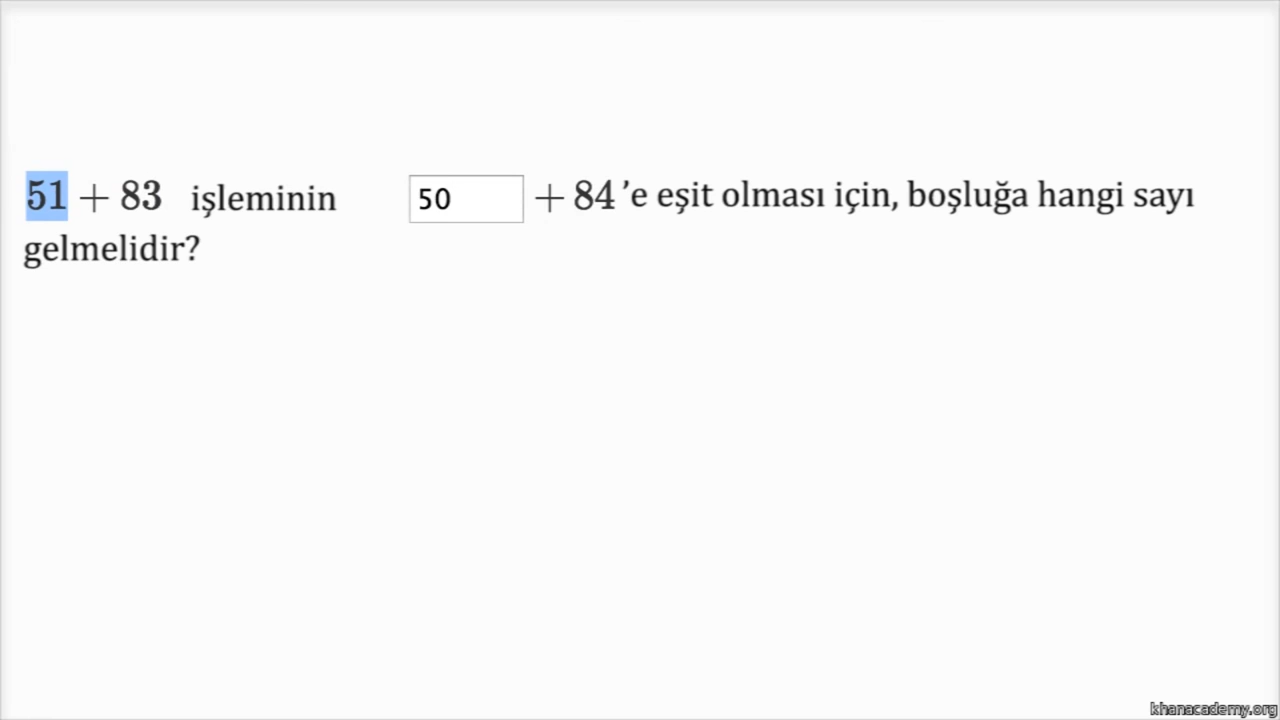 51 + 83 işleminin 50 + 84 'e eşit olması için, boşluğa hangi sayı
gelmelidir?
khanacademy.org